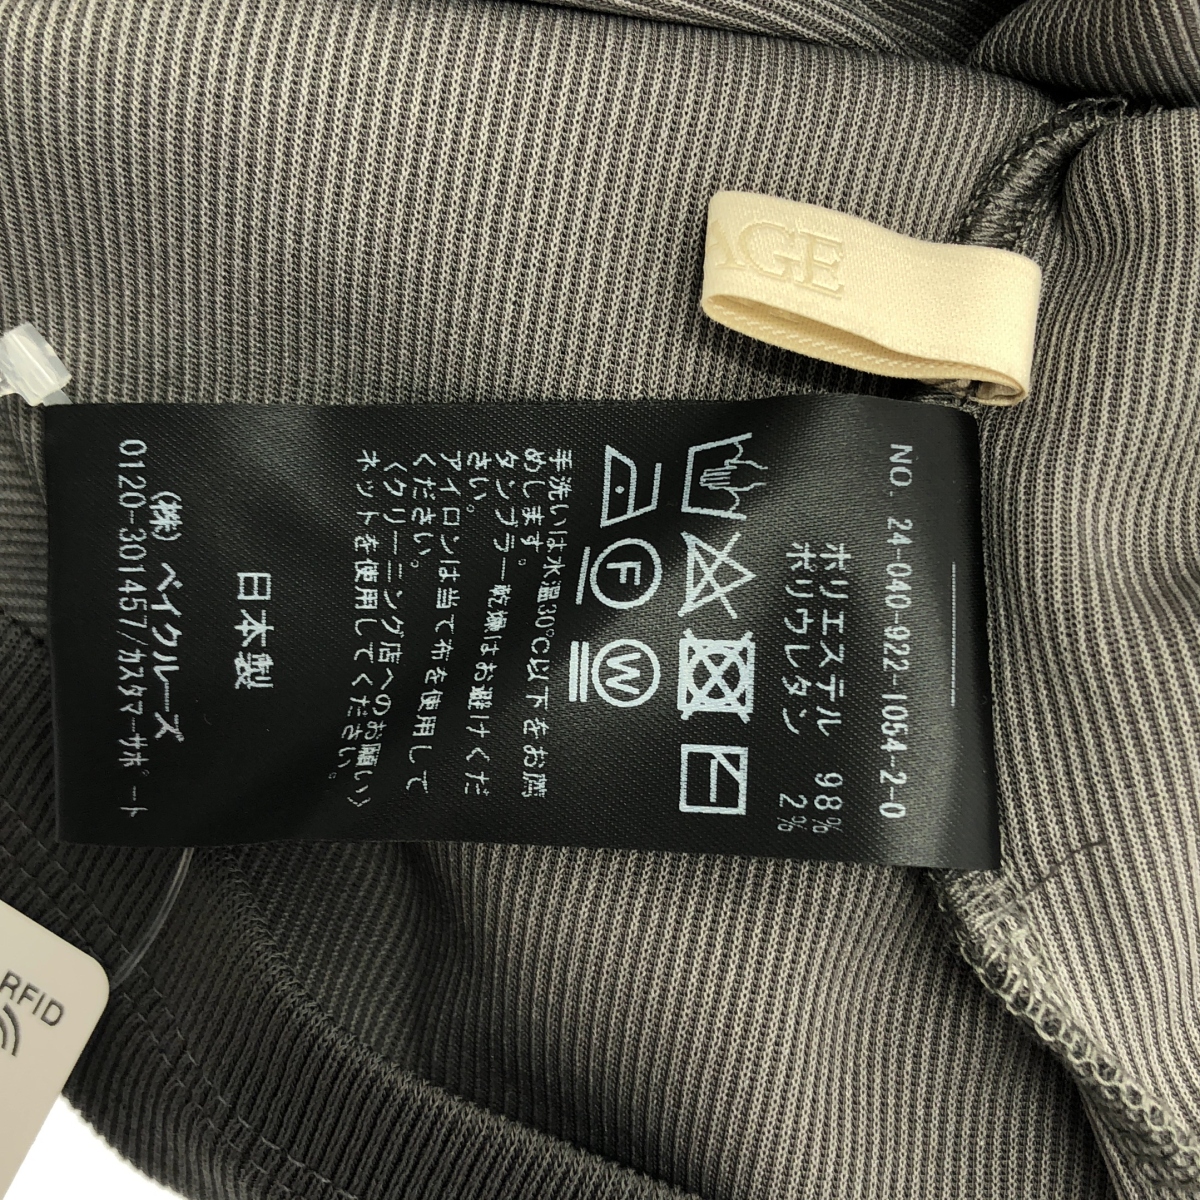 AGE
NO. 24-040-922-1054-2-0
ポリエステル 98%
ポリウレタン 2%
F
W
手洗いは水温30℃以下をお薦
めします。
タンブラー乾燥はお避けくだ
さい。
アイロンは当て布を使用して
ください。
(クリーニング店へのお願い)
ネットを使用してください。
日本製
(株)ベイクルーズ
0120-301457/カスタマーサポート
RFID